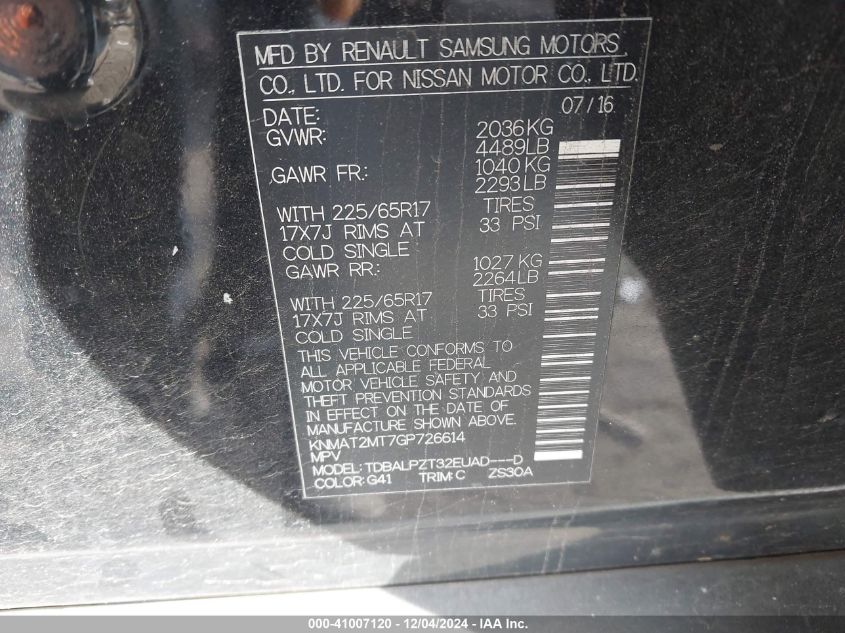 MFD BY RENAULT SAMSUNG MOTORS
CO., LTD. FOR NISSAN MOTOR CO., LTD.
07/16
DATE:
GVWR: 2036KG
4489LB
GAWR FR: 1040KG
2293LB
WITH 225/65R17 TIRES
17X7J RIMS AT 33 PSI
COLD SINGLE
GAWR RR: 1027KG
2264LB
WITH 225/65R17 TIRES
17X7J RIMS AT 33 PSI
COLD SINGLE
THIS VEHICLE CONFORMS TO
ALL APPLICABLE FEDERAL
MOTOR VEHICLE SAFETY AND
THEFT PREVENTION STANDARDS
IN EFFECT ON THE DATE OF
MANUFACTURE SHOWN ABOVE.
KNMAT2MT7GP726614
MPV
MODEL: TDBALPZT32EUAD---D
COLOR: G41 TRIM: C ZS30A
000-41007120 - 12/04/2024 - IAA Inc.